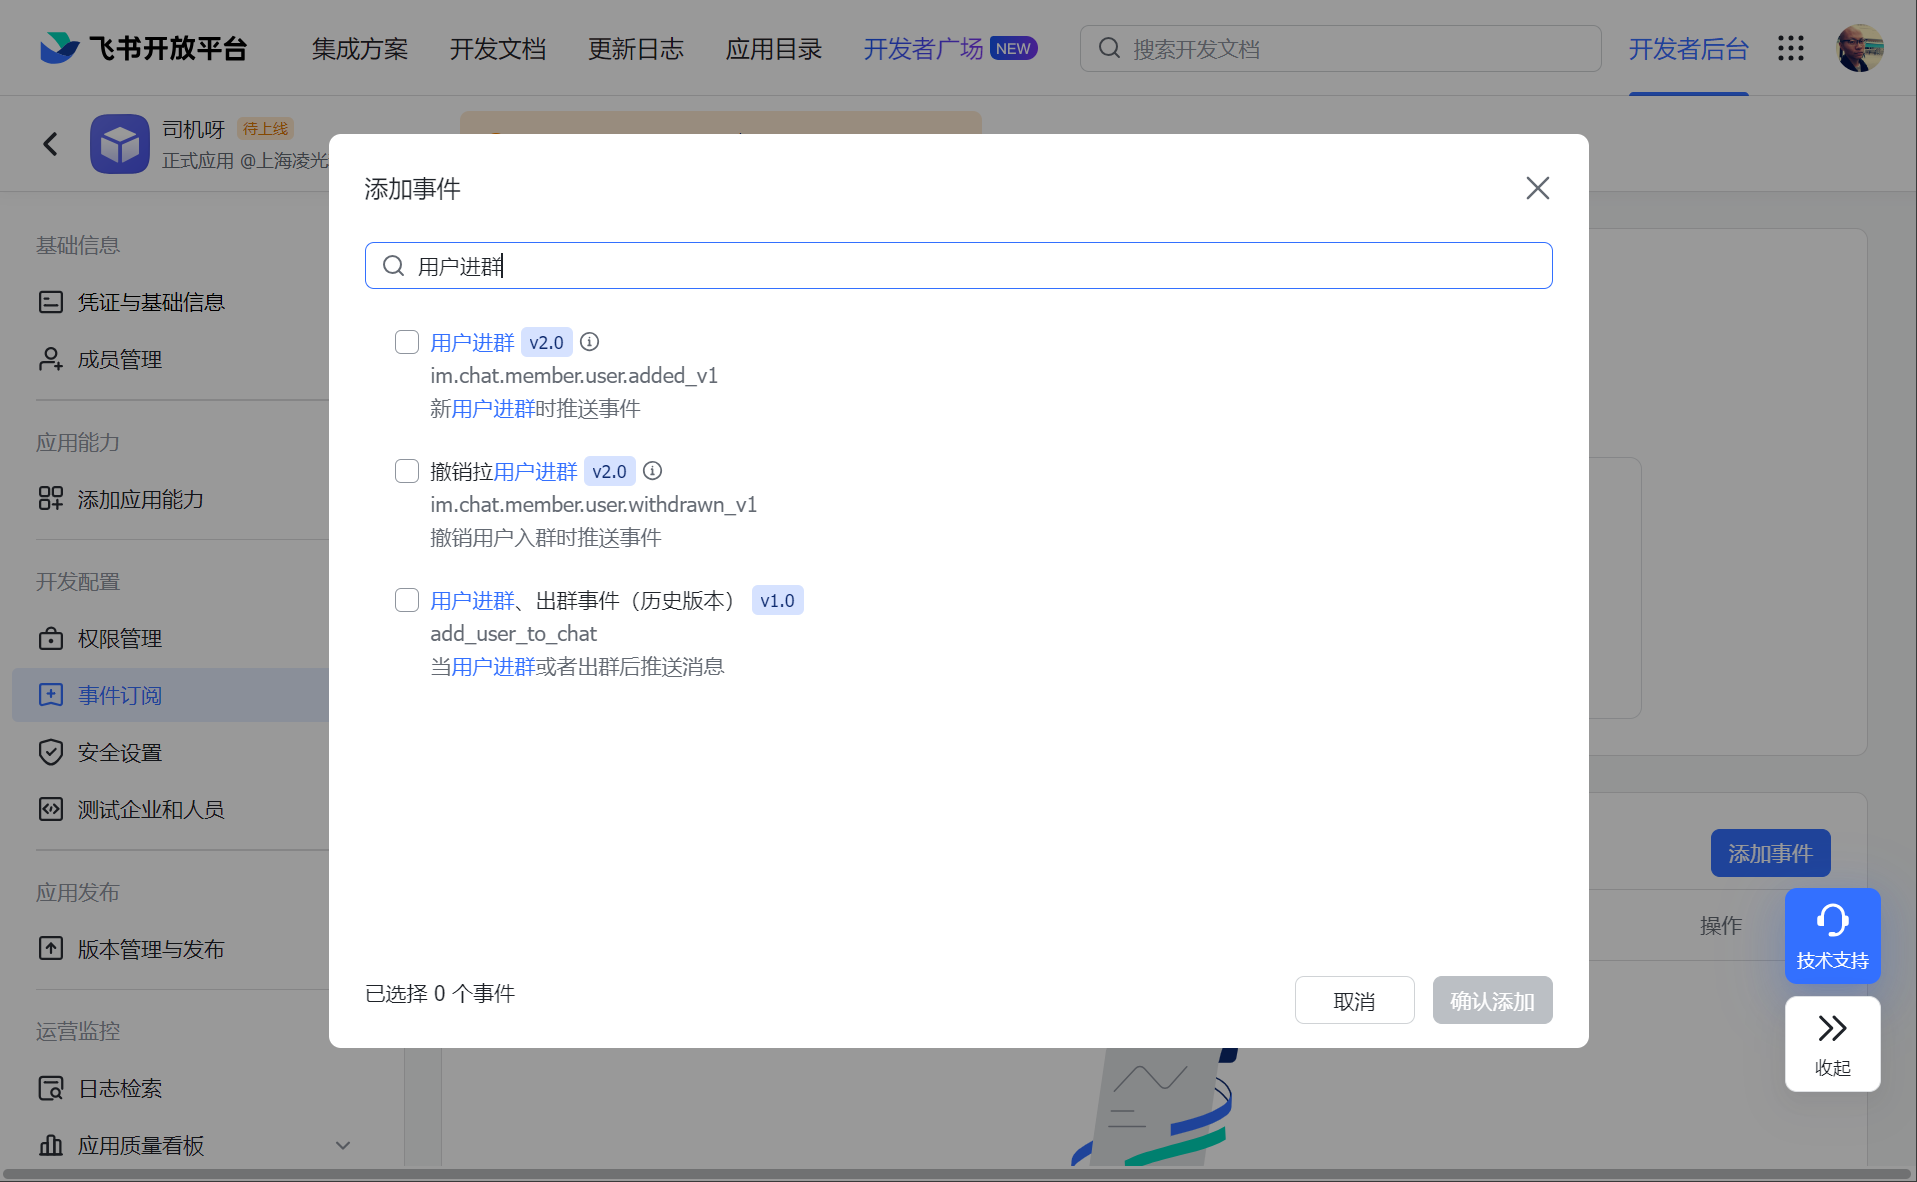 飞书开放平台
集成方案
开发文档
更新日志
应用目录
开发者广场 NEW
搜索开发文档
开发者后台
司机呀 待上线
正式应用 @上海凌光
基础信息
凭证与基础信息
成员管理
应用能力
添加应用能力
开发配置
权限管理
事件订阅
安全设置
测试企业和人员
应用发布
版本管理与发布
运营监控
日志检索
应用质量看板
添加事件
用户进群
用户进群 v2.0
im.chat.member.user.added_v1
新用户进群时推送事件
撤销拉用户进群 v2.0
im.chat.member.user.withdrawn_v1
撤销用户入群时推送事件
用户进群、出群事件（历史版本） v1.0
add_user_to_chat
当用户进群或者出群后推送消息
已选择 0 个事件
取消
确认添加
添加事件
操作
技术支持
收起